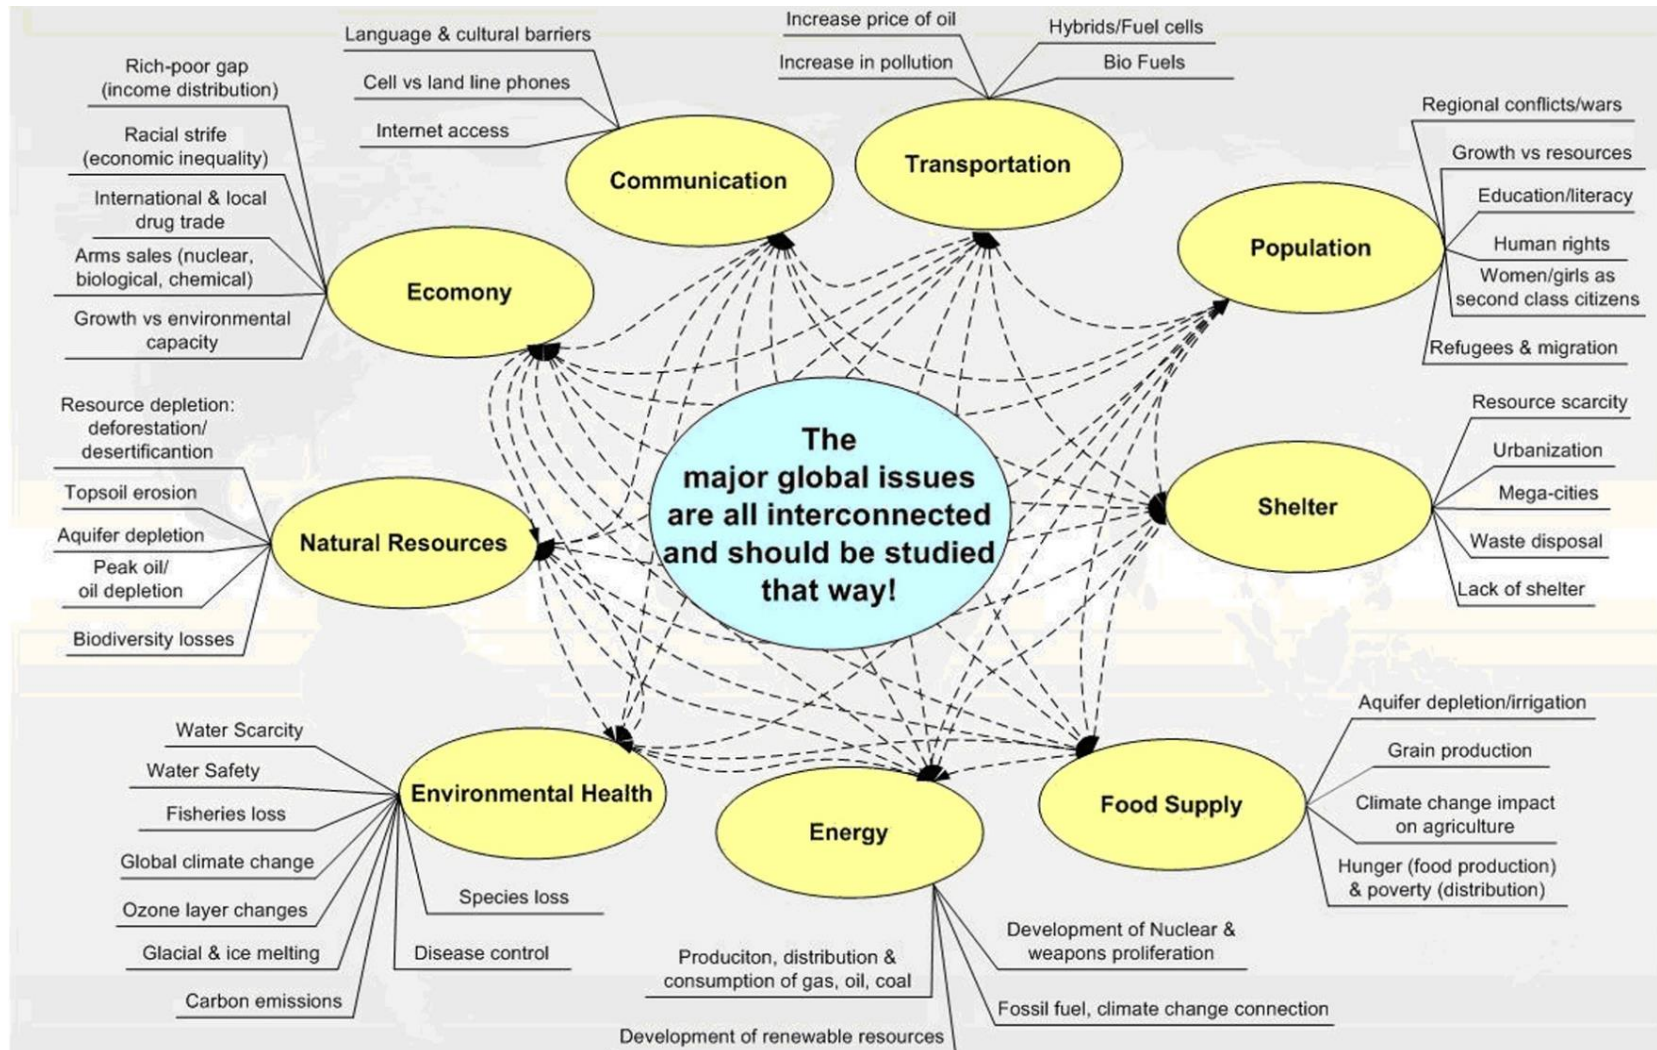 Language & cultural barriers
Cell vs land line phones
Internet access
Communication
Increase price of oil
Increase in pollution
Hybrids/Fuel cells
Bio Fuels
Transportation
Rich-poor gap
(income distribution)
Racial strife
(economic inequality)
International & local
drug trade
Arms sales (nuclear,
biological, chemical)
Growth vs environmental
capacity
Ecomony
Regional conflicts/wars
Growth vs resources
Education/literacy
Human rights
Women/girls as
second class citizens
Refugees & migration
Population
The
major global issues
are all interconnected
and should be studied
that way!
Resource depletion:
deforestation/
desertificantion
Topsoil erosion
Aquifer depletion
Peak oil/
oil depletion
Biodiversity losses
Natural Resources
Resource scarcity
Urbanization
Mega-cities
Waste disposal
Lack of shelter
Shelter
Water Scarcity
Water Safety
Fisheries loss
Global climate change
Ozone layer changes
Glacial & ice melting
Carbon emissions
Species loss
Disease control
Environmental Health
Energy
Produciton, distribution &
consumption of gas, oil, coal
Development of renewable resources
Development of Nuclear &
weapons proliferation
Fossil fuel, climate change connection
Food Supply
Aquifer depletion/irrigation
Grain production
Climate change impact
on agriculture
Hunger (food production)
& poverty (distribution)